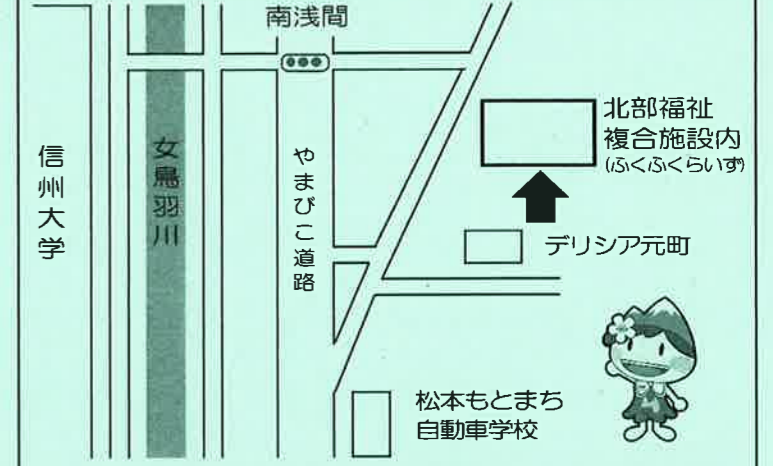 南浅間
北部福祉
複合施設内
(ふくふくらいず)
信州大学
女鳥羽川
やまびこ道路
デリシア元町
松本もとまち
自動車学校